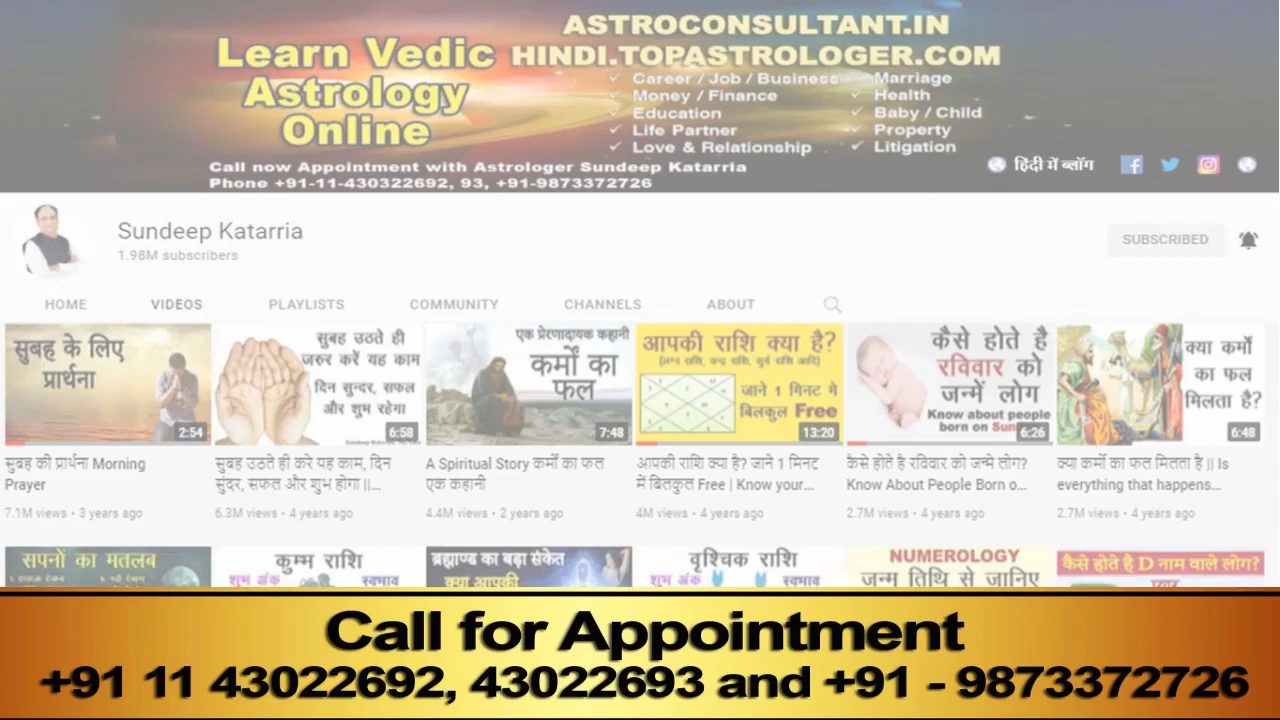 ASTROCONSULTANT.IN
HINDI.TOPASTROLOGER.COM
Learn Vedic
Astrology
Online
✓ Career / Job / Business ✓ Marriage
✓ Money / Finance ✓ Health
✓ Education ✓ Baby / Child
✓ Life Partner ✓ Property
✓ Love & Relationship ✓ Litigation
Call now Appointment with Astrologer Sundeep Katarria
Phone +91-11-430322692, 93, +91-9873372726
हिंदी में ब्लॉग
Sundeep Katarria
1.98M subscribers
SUBSCRIBED
HOME VIDEOS PLAYLISTS COMMUNITY CHANNELS ABOUT
सुबह के लिए
प्रार्थना
2:54
सुबह उठते ही
जरुर करें यह काम
दिन सुन्दर, सफल
और शुभ रहेगा
6:58
एक प्रेरणादायक कहानी
कर्मों का
फल
7:48
आपकी राशि क्या है?
(लग्न राशि, चन्द्र राशि, सुर्य राशि आदि)
जाने 1 मिनट मे
बिलकुल Free
13:20
कैसे होते है
रविवार को
जन्में लोग
Know about people
born on Sun
6:26
क्या कर्मों
का फल
मिलता है?
6:48
सुबह की प्रार्थना Morning
Prayer
7.1M views • 3 years ago
सुबह उठते ही करे यह काम, दिन
सुंदर, सफल और शुभ होगा ||...
6.3M views • 4 years ago
A Spiritual Story कर्मों का फल
एक कहानी
4.4M views • 2 years ago
आपकी राशि क्या है? जाने 1 मिनट
में बिलकुल Free | Know your...
4M views • 4 years ago
कैसे होते है रविवार को जन्मे लोग?
Know About People Born o...
2.7M views • 4 years ago
क्या कर्मों का फल मिलता है || Is
everything that happens...
2.7M views • 4 years ago
सपनों का मतलब
कुम्भ राशि
शुभ अंक स्वभाव
ब्रह्माण्ड का बड़ा संकेत
क्या आपकी
वृश्चिक राशि
शुभ अंक स्वभाव
NUMEROLOGY
जन्म तिथि से जानिए
कैसे होते है D नाम वाले लोग?
Call for Appointment
+91 11 43022692, 43022693 and +91 - 9873372726